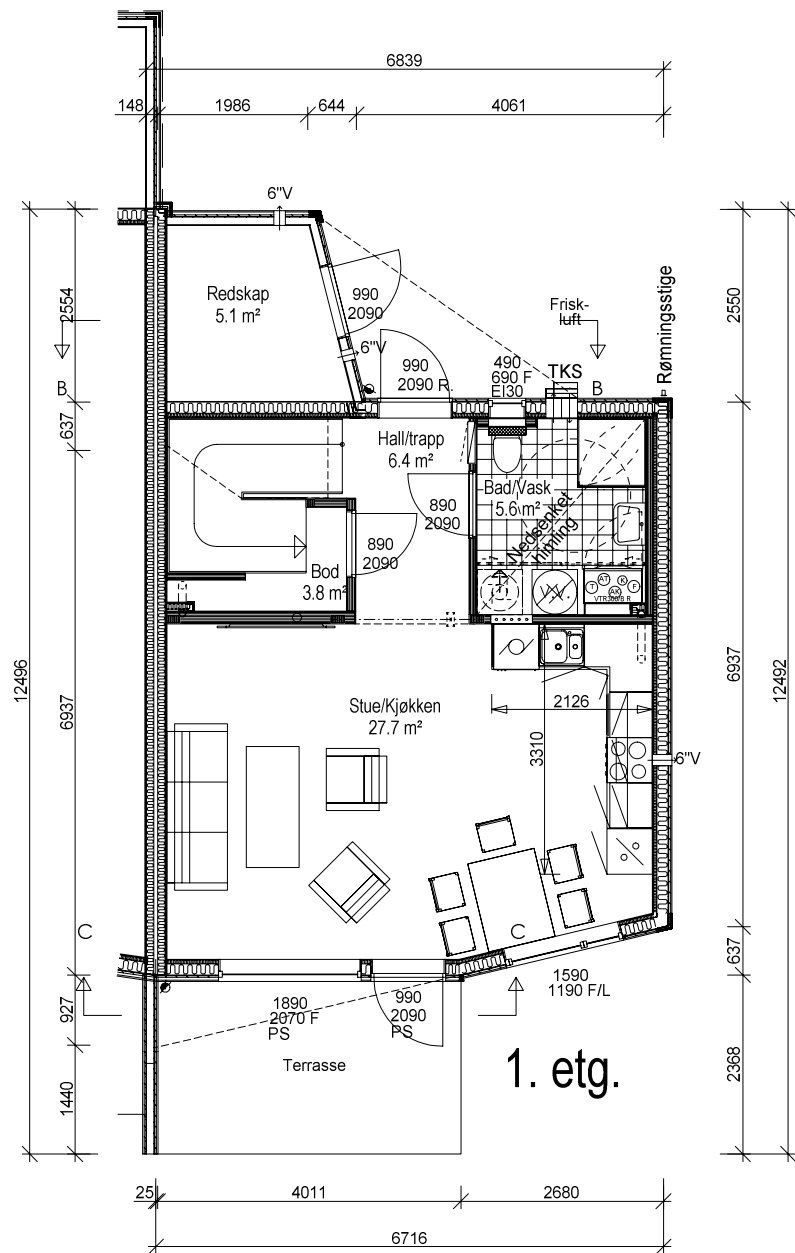 6839
148
1986
644
4061
6"V
2554
2550
Redskap
5.1 m²
990
2090
Frisk-
luft
Rømningsstige
6"V
990
2090 R.
490
690 F
EI30
TKS
B
B
637
Hall/trapp
6.4 m²
Bad/Vask
5.6 m²
Nedsenket
himling
890
2090
890
2090
Bod
3.8 m²
V.V.
T
AT
K
F
AK
VTR300/B R
12496
6937
6937
12492
Stue/Kjøkken
27.7 m²
2126
3310
6"V
C
C
637
1590
1190 F/L
927
1890
2070 F
PS
990
2090
PS
Terrasse
1. etg.
2368
1440
25
4011
2680
6716